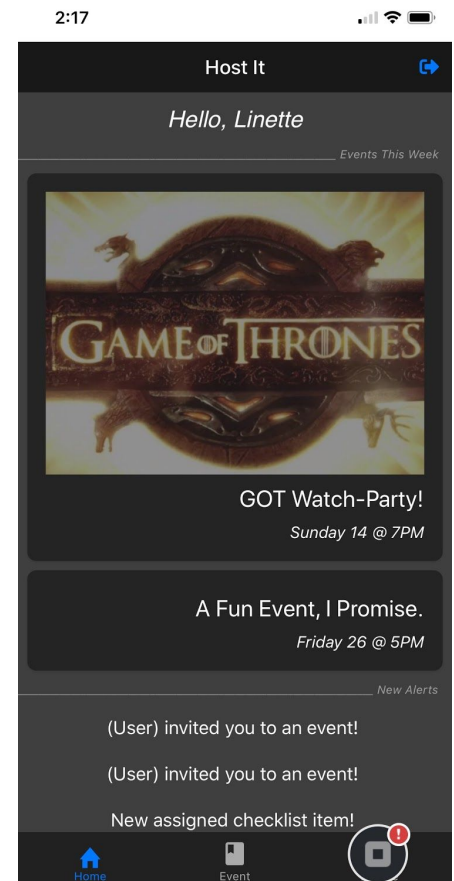 2:17
Host It
Hello, Linette
Events This Week
GAME OF THRONES
GOT Watch-Party!
Sunday 14 @ 7PM
A Fun Event, I Promise.
Friday 26 @ 5PM
New Alerts
(User) invited you to an event!
(User) invited you to an event!
New assigned checklist item!
!
Home
Event